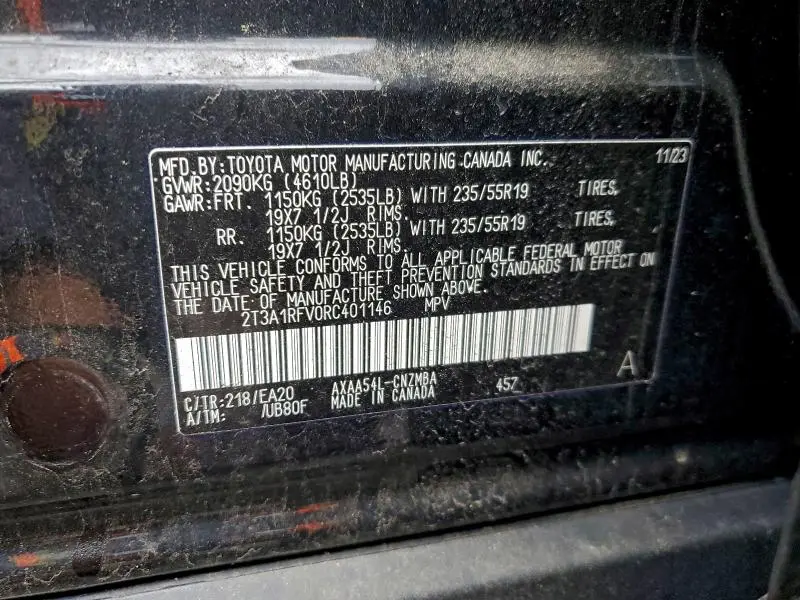 MFD.BY:TOYOTA MOTOR MANUFACTURING CANADA INC. 11/23
GVWR:2090KG (4610LB)
GAWR:FRT. 1150KG (2535LB) WITH 235/55R19 TIRES,
19X7 1/2J RIMS.
RR. 1150KG (2535LB) WITH 235/55R19 TIRES,
19X7 1/2J RIMS.
THIS VEHICLE CONFORMS TO ALL APPLICABLE FEDERAL MOTOR
VEHICLE SAFETY AND THEFT PREVENTION STANDARDS IN EFFECT ON
THE DATE OF MANUFACTURE SHOWN ABOVE.
2T3A1RFV0RC401146 MPV
A
C/TR:218/EA20 AXAA54L-CNZMBA 457
A/TM: /UB80F MADE IN CANADA